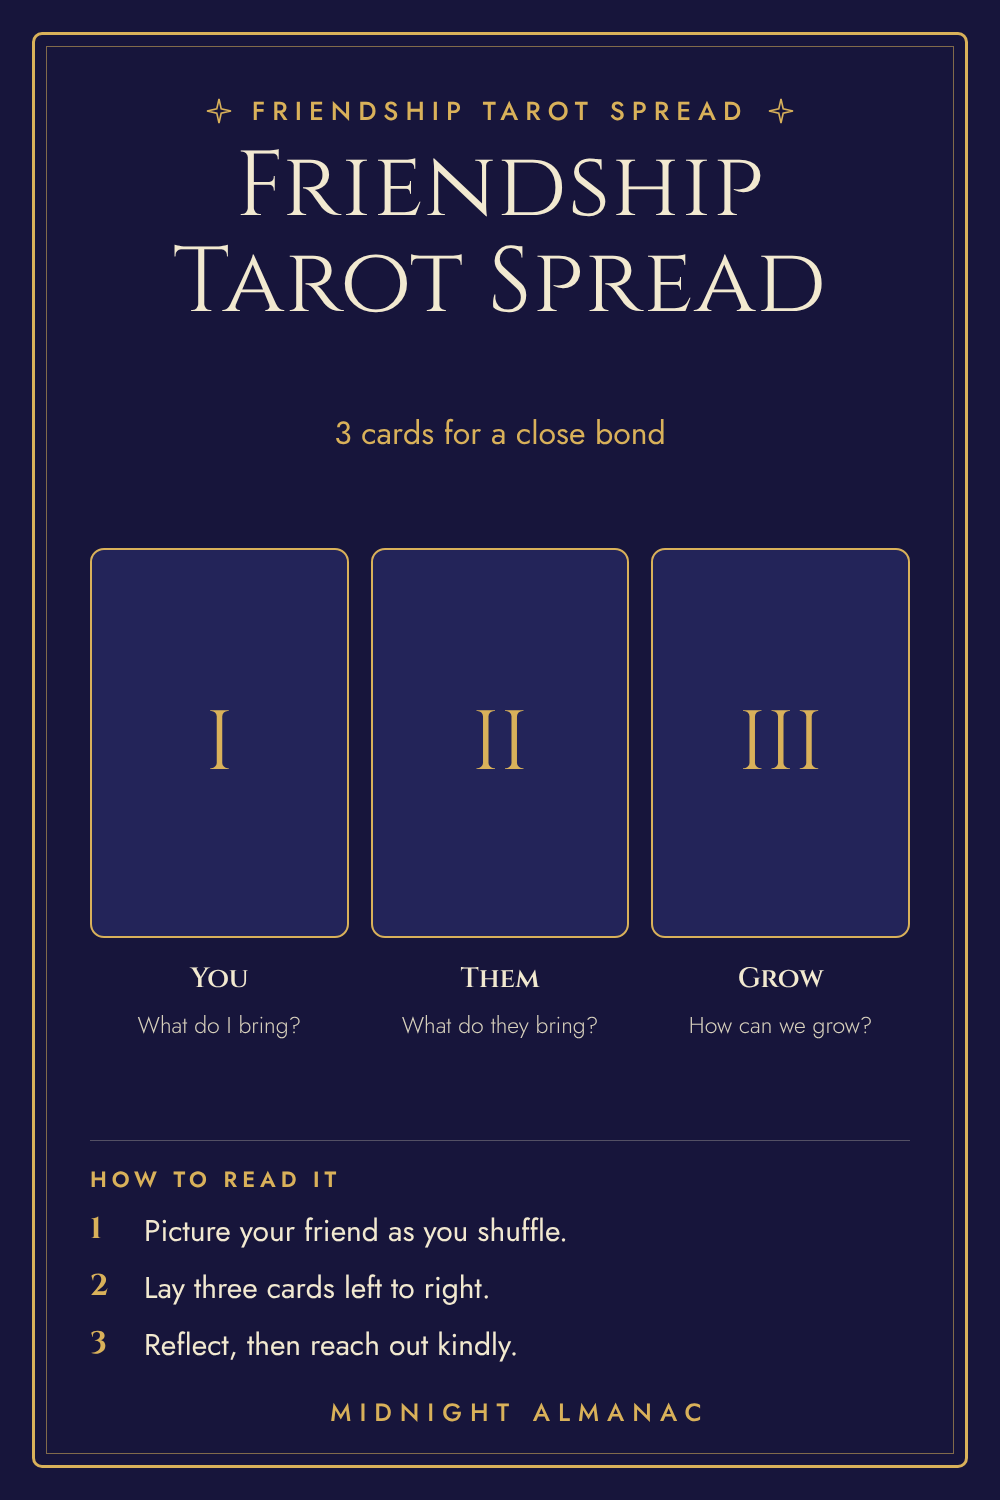 FRIENDSHIP TAROT SPREAD
Friendship
Tarot Spread
3 cards for a close bond
I II III
You Them Grow
What do I bring? What do they bring? How can we grow?
HOW TO READ IT
1 Picture your friend as you shuffle.
2 Lay three cards left to right.
3 Reflect, then reach out kindly.
MIDNIGHT ALMANAC